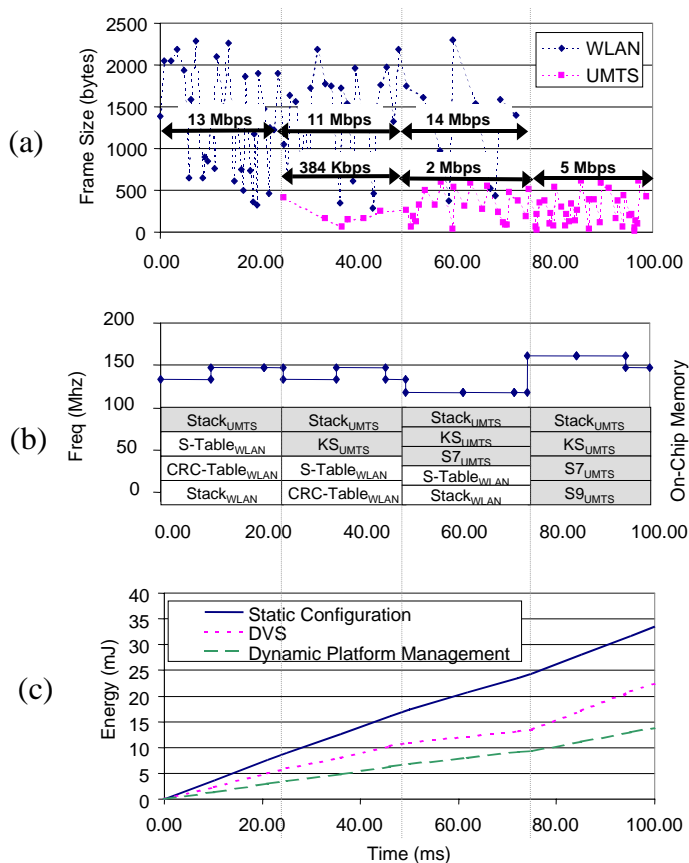 (a)
Frame Size (bytes)
2500
2000
1500
1000
500
0
WLAN
UMTS
13 Mbps
11 Mbps
14 Mbps
384 Kbps
2 Mbps
5 Mbps
0.00 20.00 40.00 60.00 80.00 100.00
(b)
Freq (Mhz)
200
150
100
50
0
On-Chip Memory
StackUMTS
S-TableWLAN
CRC-TableWLAN
StackWLAN
StackUMTS
KSUMTS
S-TableWLAN
CRC-TableWLAN
StackUMTS
KSUMTS
S7UMTS
S-TableWLAN
StackWLAN
StackUMTS
KSUMTS
S7UMTS
S9UMTS
0.00 20.00 40.00 60.00 80.00 100.00
(c)
Energy (mJ)
40
35
30
25
20
15
10
5
0
Static Configuration
DVS
Dynamic Platform Management
0.00 20.00 40.00 60.00 80.00 100.00
Time (ms)